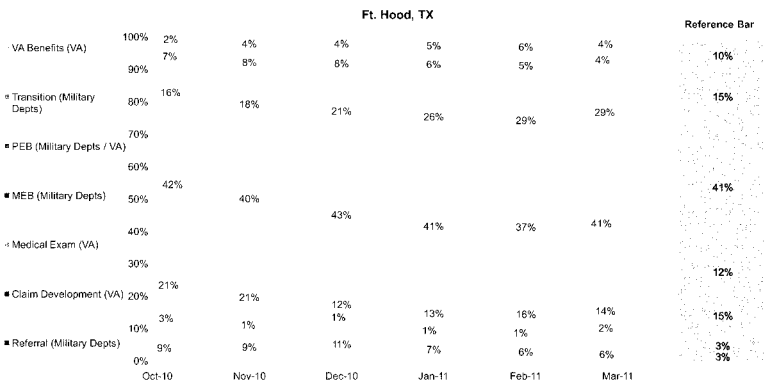 Ft. Hood, TX
Reference Bar
VA Benefits (VA)
Transition (Military
Depts)
PEB (Military Depts / VA)
MEB (Military Depts)
Medical Exam (VA)
Claim Development (VA)
Referral (Military Depts)
100%
90%
80%
70%
60%
50%
40%
30%
20%
10%
0%
2% 4% 4% 5% 6% 4%
7% 8% 8% 6% 5% 4% 10%
16% 18% 21% 26% 29% 29% 15%
42% 40% 43% 41% 37% 41% 41%
21% 21% 12% 13% 16% 14% 12%
3% 1% 1% 1% 1% 2% 15%
9% 9% 11% 7% 6% 6% 3%
3%
Oct-10 Nov-10 Dec-10 Jan-11 Feb-11 Mar-11